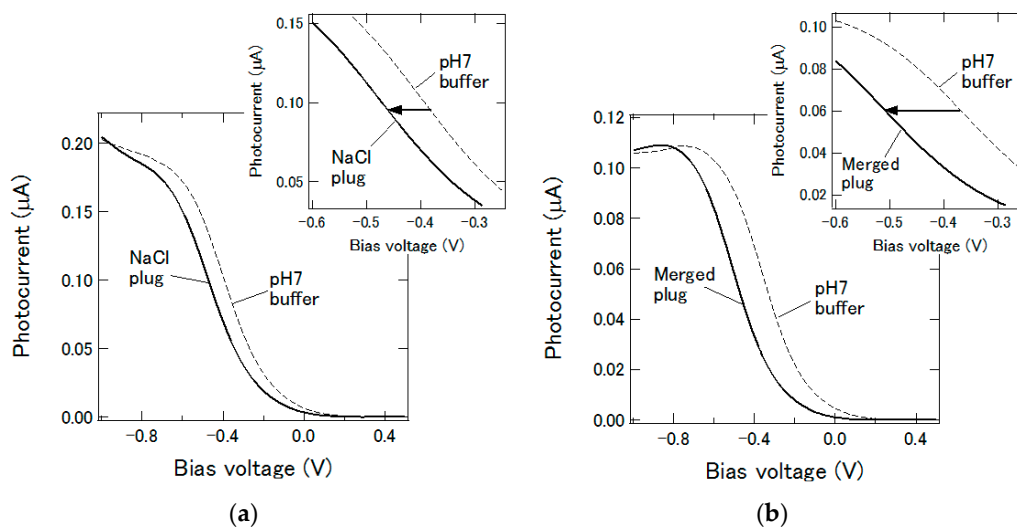 0.15
0.10
0.05
Photocurrent (μA)
pH7
buffer
NaCl
plug
-0.6
-0.5
-0.4
-0.3
Bias voltage (V)
0.20
0.15
0.10
0.05
0.00
Photocurrent (μA)
NaCl
plug
pH7
buffer
-0.8
-0.4
0.0
0.4
Bias voltage (V)
(a)
0.10
0.08
0.06
0.04
0.02
Photocurrent (μA)
pH7
buffer
Merged
plug
-0.6
-0.5
-0.4
-0.3
Bias voltage (V)
0.12
0.10
0.08
0.06
0.04
0.02
0.00
Photocurrent (μA)
Merged
plug
pH7
buffer
-0.8
-0.4
0.0
0.4
Bias voltage (V)
(b)